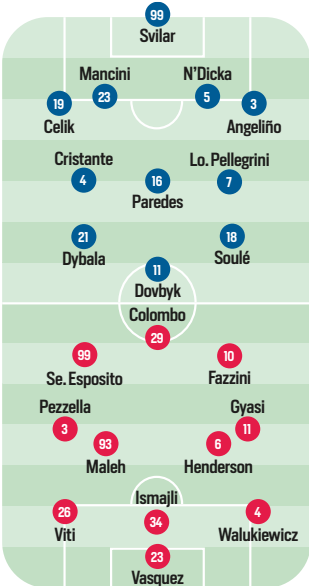 99
Svilar
Mancini
N'Dicka
23
5
19
3
Celik
Angeliño
Cristante
Lo. Pellegrini
4
16
7
Paredes
21
18
Dybala
Soulé
11
Dovbyk
Colombo
29
99
10
Se. Esposito
Fazzini
Pezzella
Gyasi
3
11
93
6
Maleh
Henderson
Ismajli
26
34
4
Viti
Walukiewicz
23
Vasquez